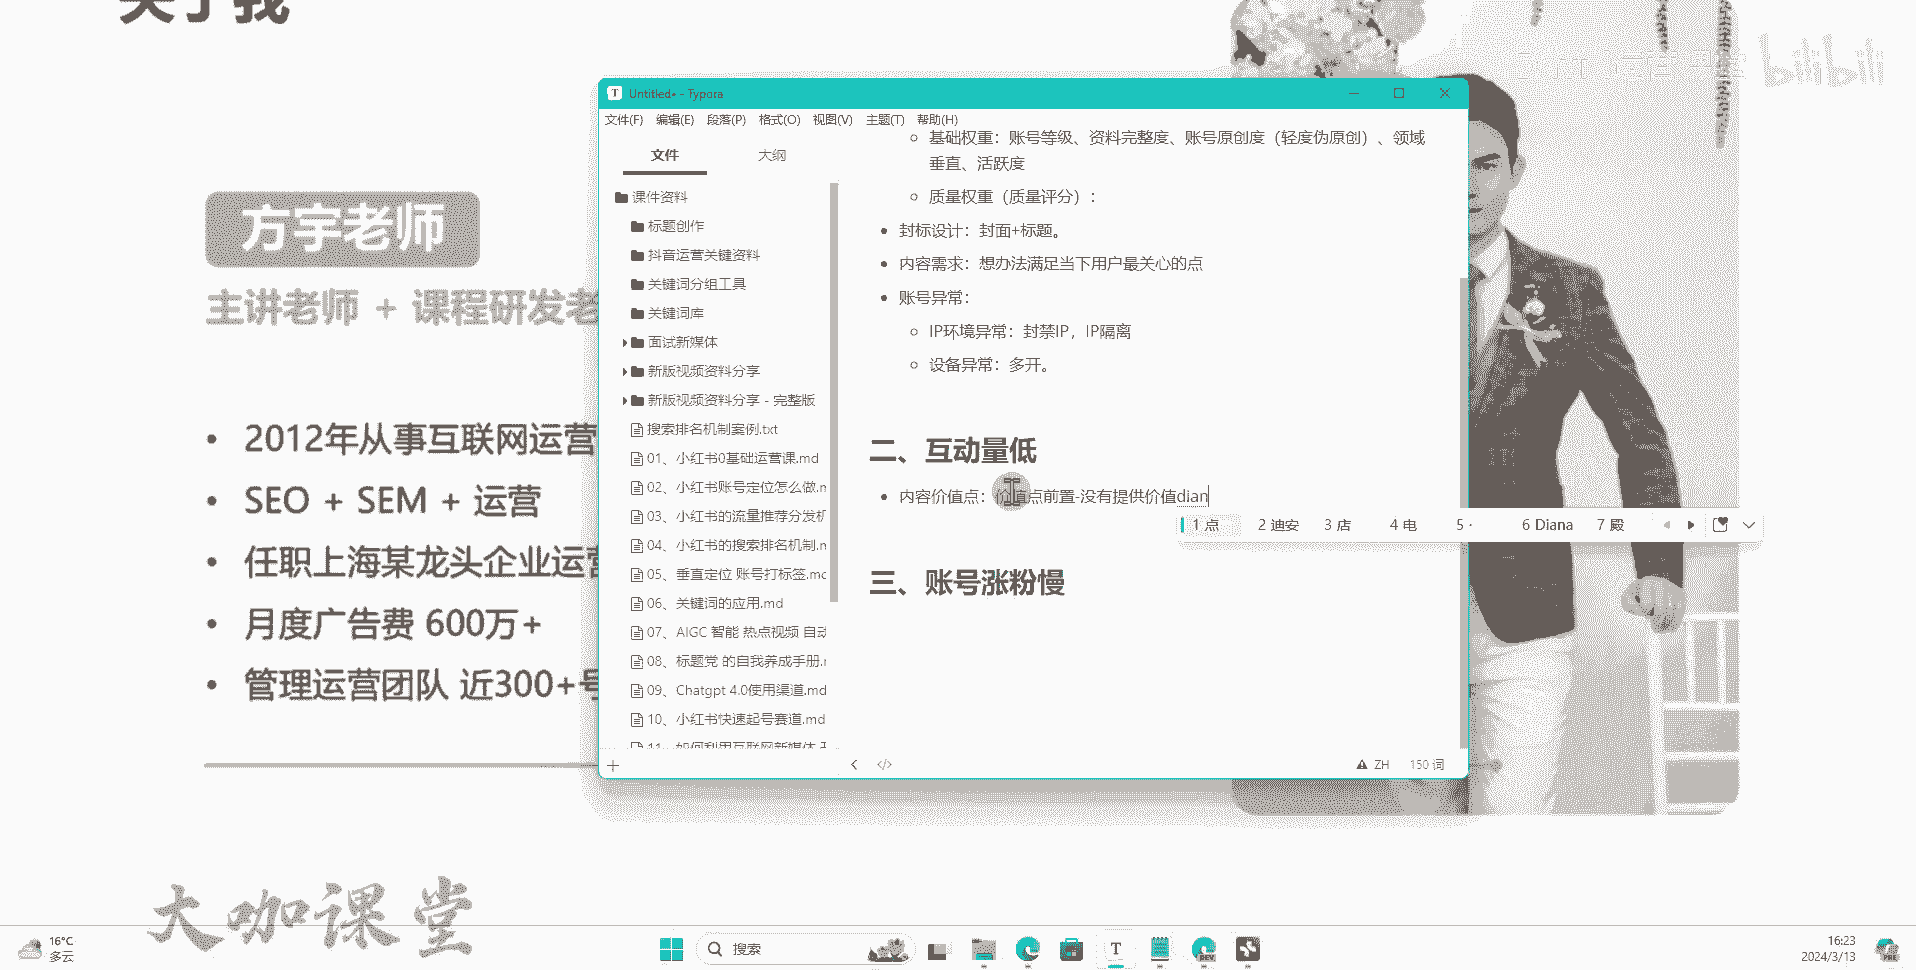 关于我
bilibili
方宇老师
主讲老师 + 课程研发老
2012年从事互联网运营
SEO + SEM + 运营
任职上海某龙头企业运营
月度广告费 600万+
管理运营团队 近300+号
大咖课堂
Untitled• - Typora
文件(F) 编辑(E) 段落(P) 格式(O) 视图(V) 主题(T) 帮助(H)
文件 大纲
课件资料
标题创作
抖音运营关键资料
关键词分组工具
关键词库
面试新媒体
新版视频资料分享
新版视频资料分享 - 完整版
搜索排名机制案例.txt
01、小红书0基础运营课.md
02、小红书账号定位怎么做.m
03、小红书的流量推荐分发机
04、小红书的搜索排名机制.m
05、垂直定位 账号打标签.md
06、关键词的应用.md
07、AIGC 智能 热点视频 自动
08、标题党 的自我养成手册.m
09、Chatgpt 4.0使用渠道.md
10、小红书快速起号赛道.md
11、如何利用互联网新媒体
基础权重：账号等级、资料完整度、账号原创度（轻度伪原创）、领域
垂直、活跃度
质量权重（质量评分）：
封标设计：封面+标题。
内容需求：想办法满足当下用户最关心的点
账号异常：
IP环境异常：封禁IP，IP隔离
设备异常：多开。
二、互动量低
内容价值点：价值点前置-没有提供价值dian
1 点 2 迪安 3 店 4 电 5 · 6 Diana 7 殿
三、账号涨粉慢
ZH 150 词
16°C
多云
搜索
16:23
2024/3/13